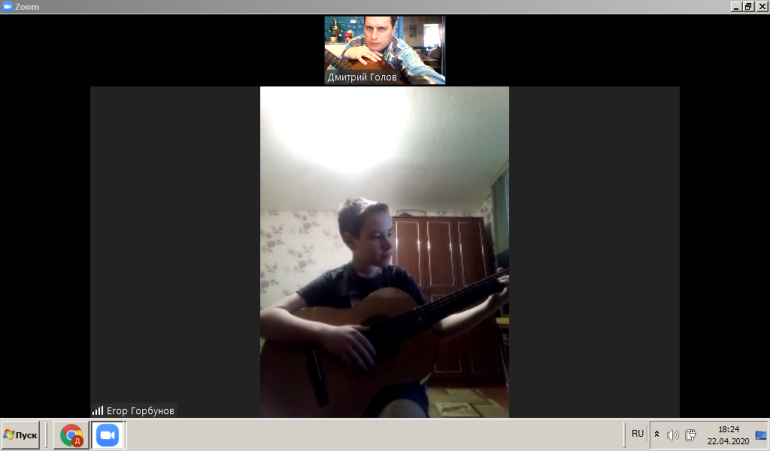 Zoom
Дмитрий Голов
Егор Горбунов
Пуск
Д
RU
18:24
22.04.2020